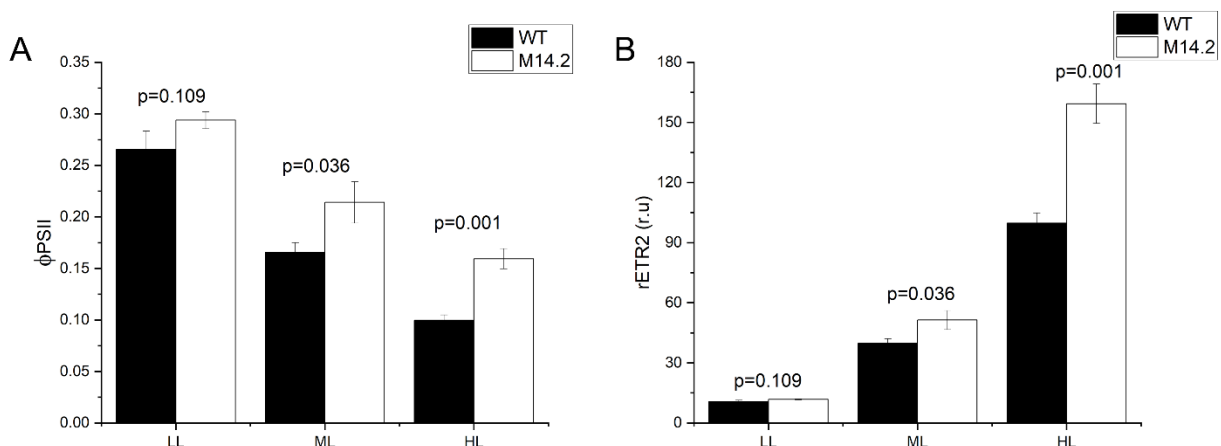 A
WT
M14.2
0.35
0.30
0.25
0.20
0.15
0.10
0.05
0.00
ϕPSII
p=0.109
p=0.036
p=0.001
LL
ML
HL
B
WT
M14.2
180
150
120
90
60
30
0
rETR2 (r.u)
p=0.109
p=0.036
p=0.001
LL
ML
HL